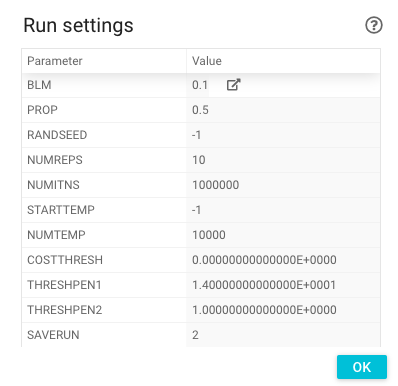 Run settings
Parameter Value
BLM 0.1
PROP 0.5
RANDSEED -1
NUMREPS 10
NUMITNS 1000000
STARTTEMP -1
NUMTEMP 10000
COSTTHRESH 0.00000000000000E+0000
THRESHPEN1 1.40000000000000E+0001
THRESHPEN2 1.00000000000000E+0000
SAVERUN 2
OK